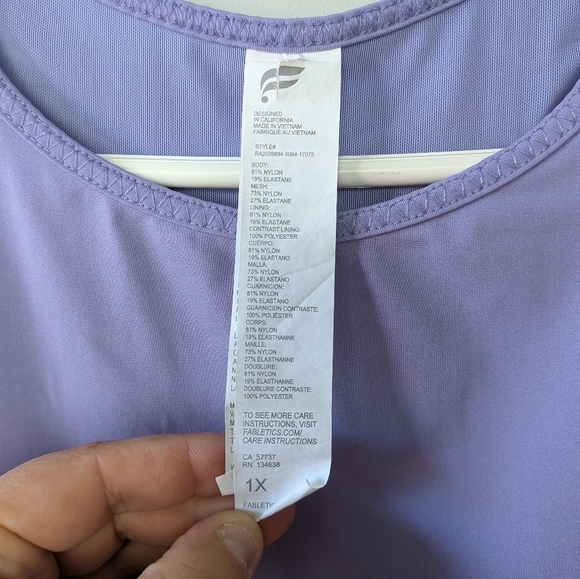 DESIGNED
IN CALIFORNIA
MADE IN VIETNAM
FABRIQUÉ AU VIETNAM
STYLE#
BA2039894-5084-17075
BODY:
81% NYLON
19% ELASTANE
MESH:
73% NYLON
27% ELASTANE
LINING:
81% NYLON
19% ELASTANE
CONTRAST LINING:
100% POLYESTER
CUERPO:
81% NYLON
19% ELASTANO
MALLA:
73% NYLON
27% ELASTANO
GUARNICION:
81% NYLON
19% ELASTANO
GUARNICION CONTRASTE:
100% POLIÉSTER
CORPS:
81% NYLON
19% ELASTHANNE
MAILLE:
73% NYLON
27% ELASTHANNE
DOUBLURE:
81% NYLON
19% ELASTHANNE
DOUBLURE CONTRASTE:
100% POLYESTER
TO SEE MORE CARE
INSTRUCTIONS, VISIT
FABLETICS.COM/
CARE INSTRUCTIONS
CA 57737
RN 134638
1X
FABLETIC